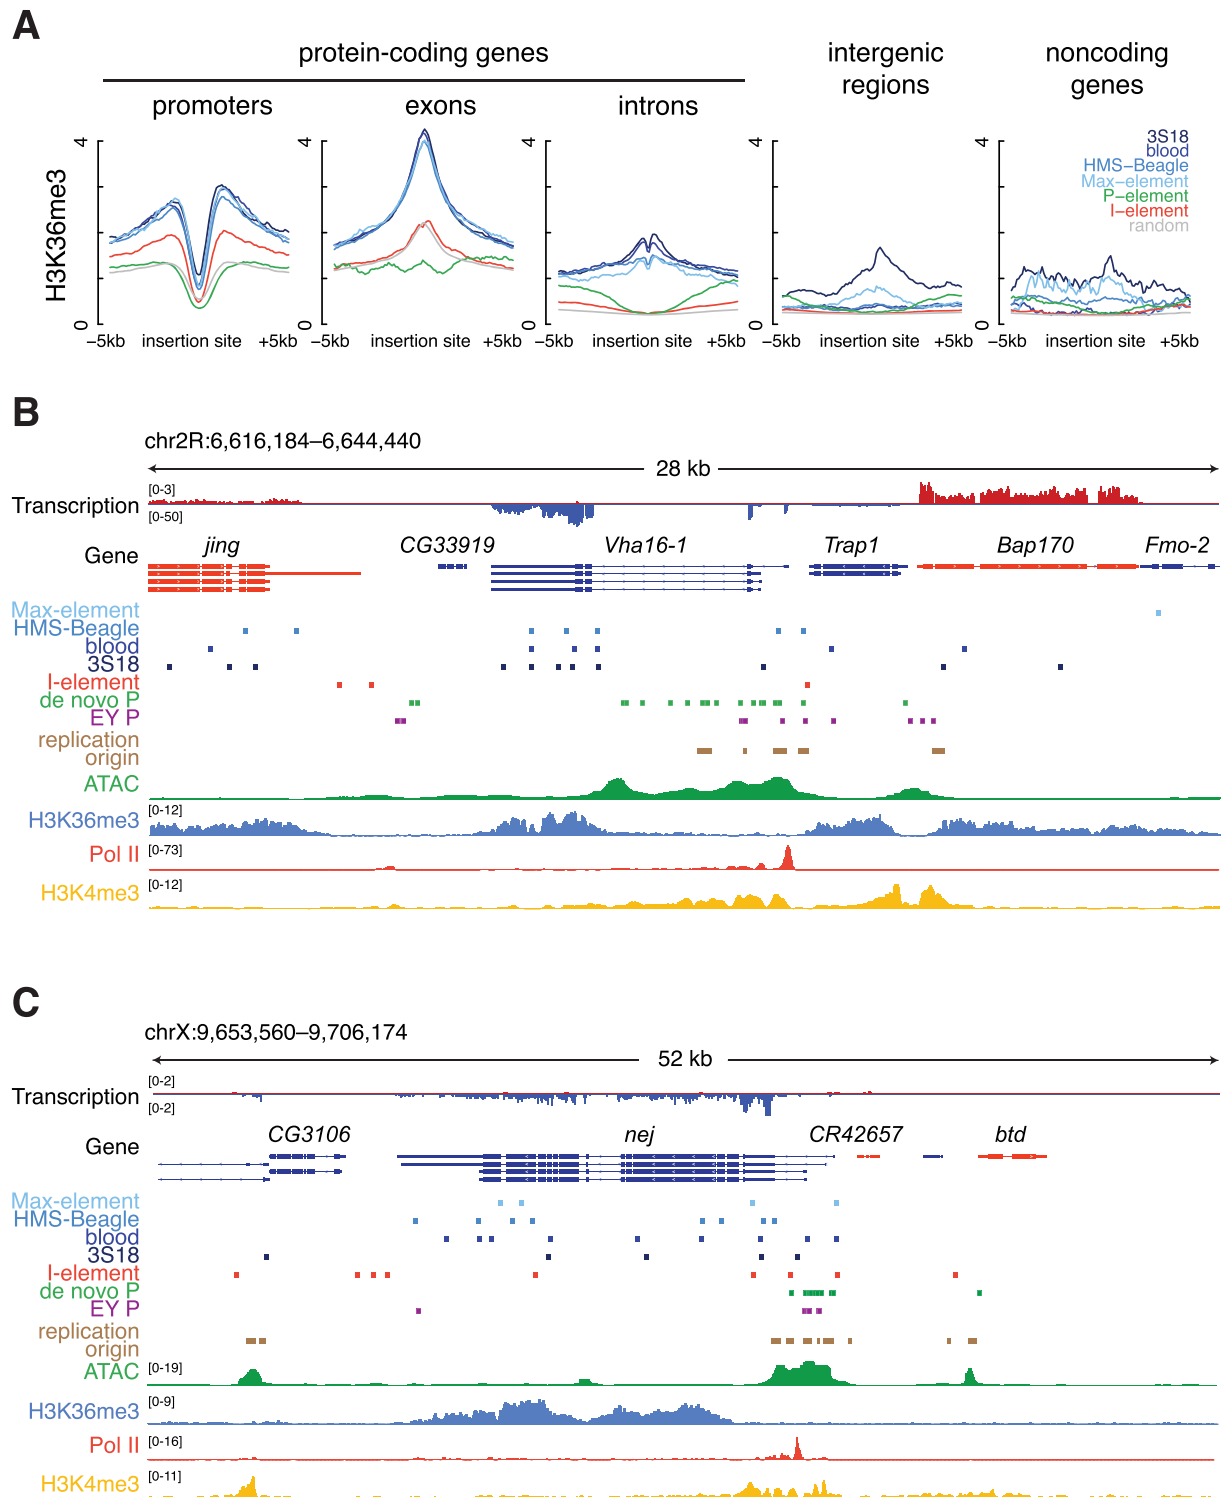 A
protein-coding genes
intergenic regions
noncoding genes
promoters
exons
introns
H3K36me3
4
0
4
0
4
0
4
0
4
0
3S18
blood
HMS−Beagle
Max−element
P−element
I−element
random
−5kb insertion site +5kb
−5kb insertion site +5kb
−5kb insertion site +5kb
−5kb insertion site +5kb
−5kb insertion site +5kb
B
chr2R:6,616,184–6,644,440
28 kb
Transcription
[0-3]
[0-50]
Gene
jing
CG33919
Vha16-1
Trap1
Bap170
Fmo-2
Max-element
HMS-Beagle
blood
3S18
I-element
de novo P
EY P
replication
origin
ATAC
H3K36me3
[0-12]
Pol II
[0-73]
H3K4me3
[0-12]
C
chrX:9,653,560–9,706,174
52 kb
Transcription
[0-2]
[0-2]
Gene
CG3106
nej
CR42657
btd
Max-element
HMS-Beagle
blood
3S18
I-element
de novo P
EY P
replication
origin
ATAC
[0-19]
H3K36me3
[0-9]
Pol II
[0-16]
H3K4me3
[0-11]